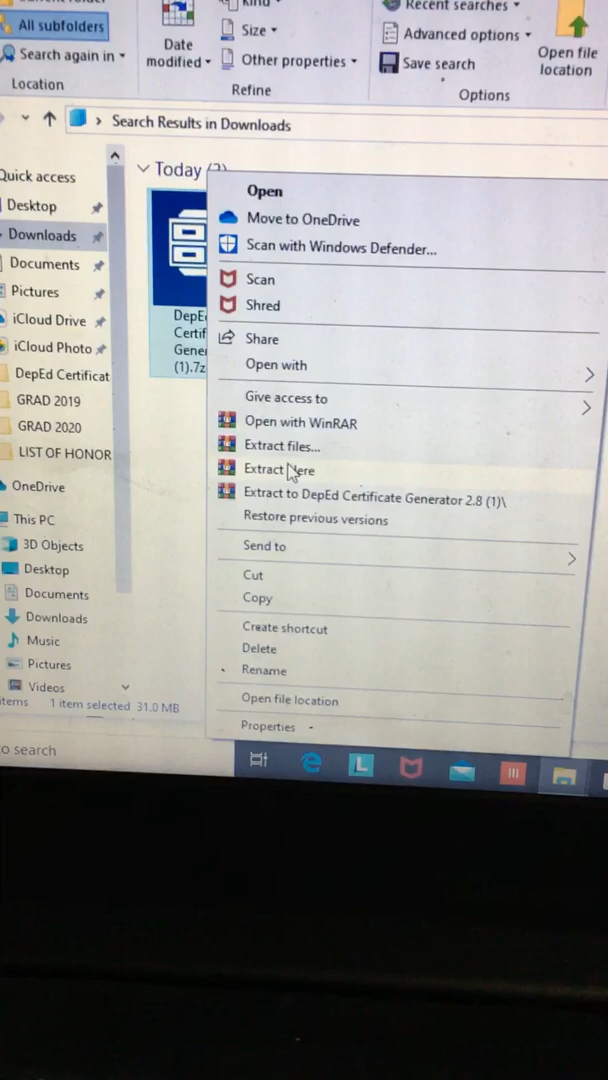 All subfolders
Search again in
Location
Date
modified
Kind
Size
Other properties
Refine
Recent searches
Advanced options
Save search
Options
Open file
location
Search Results in Downloads
Quick access
Desktop
Downloads
Documents
Pictures
iCloud Drive
iCloud Photo
DepEd Certificat
GRAD 2019
GRAD 2020
LIST OF HONOR
OneDrive
This PC
3D Objects
Desktop
Documents
Downloads
Music
Pictures
Videos
Today (2)
DepE
Certif
Gene
(1).7z
Open
Move to OneDrive
Scan with Windows Defender...
Scan
Shred
Share
Open with
Give access to
Open with WinRAR
Extract files...
Extract Here
Extract to DepEd Certificate Generator 2.8 (1)\
Restore previous versions
Send to
Cut
Copy
Create shortcut
Delete
Rename
Open file location
Properties
items 1 item selected 31.0 MB
o search
L